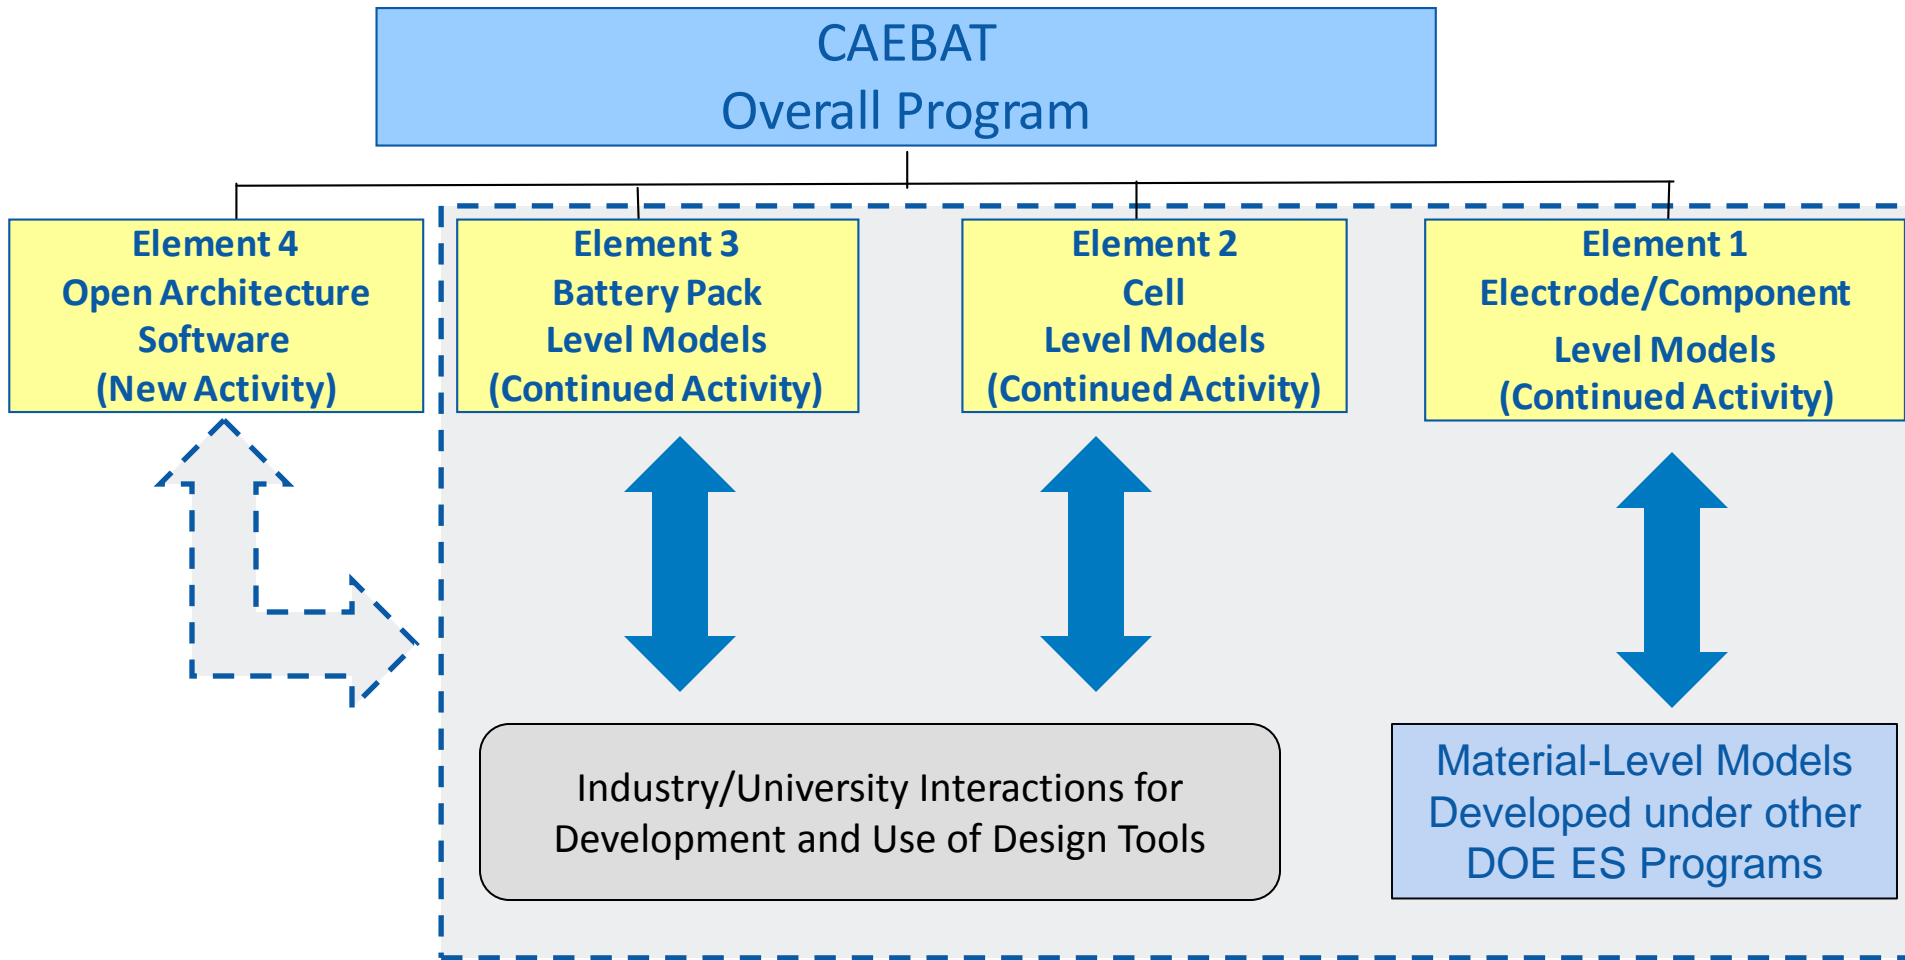 CAEBAT
Overall Program
Element 4
Open Architecture
Software
(New Activity)
Element 3
Battery Pack
Level Models
(Continued Activity)
Element 2
Cell
Level Models
(Continued Activity)
Element 1
Electrode/Component
Level Models
(Continued Activity)
Industry/University Interactions for
Development and Use of Design Tools
Material-Level Models
Developed under other
DOE ES Programs